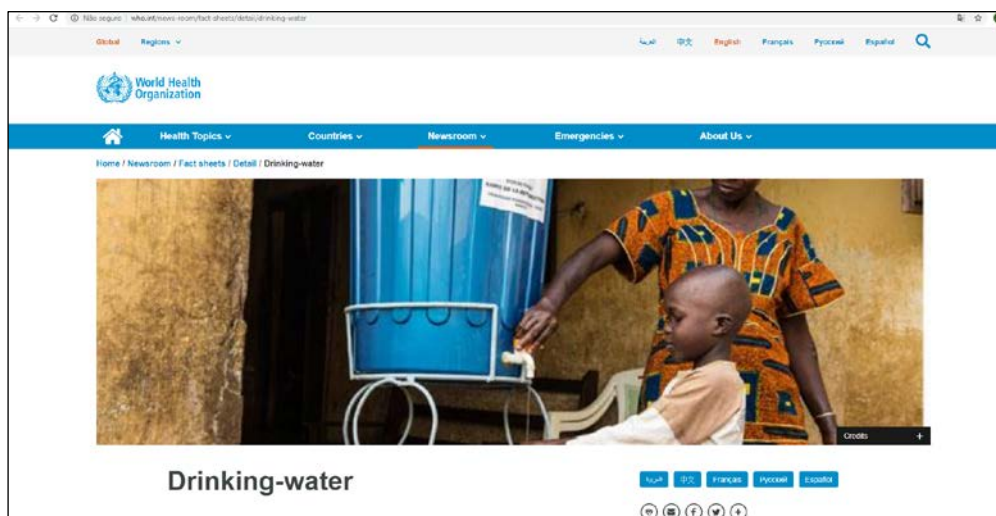 Não seguro | who.int/news-room/fact-sheets/detail/drinking-water
Global Regions
العربية 中文 English Français Русский Español
World Health
Organization
Health Topics Countries Newsroom Emergencies About Us
Home / Newsroom / Fact sheets / Detail / Drinking-water
Credits +
Drinking-water
العربية 中文 Français Русский Español